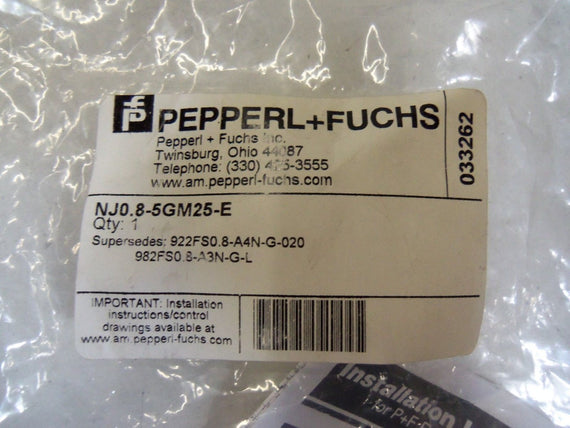 PEPPERL+FUCHS
Pepperl + Fuchs Inc.
Twinsburg, Ohio 44087
Telephone: (330) 425-3555
www.am.pepperl-fuchs.com
033262
NJ0.8-5GM25-E
Qty: 1
Supersedes: 922FS0.8-A4N-G-020
982FS0.8-A3N-G-L
IMPORTANT: Installation
instructions/control
drawings available at
www.am.pepperl-fuchs.com
Installation
for P+F